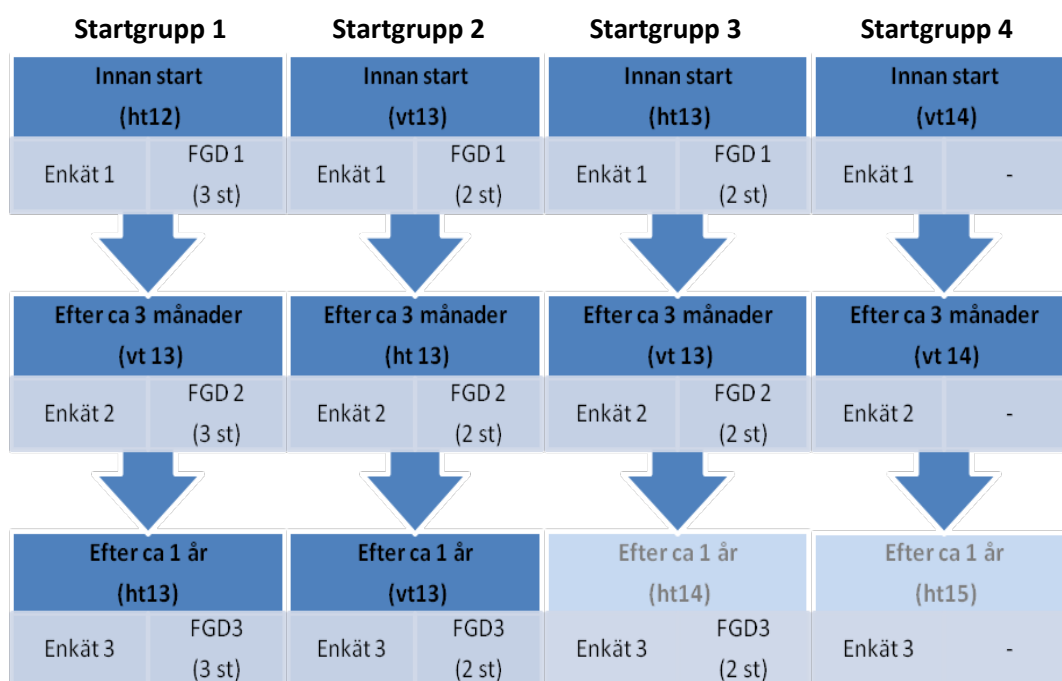 Startgrupp 1 Startgrupp 2 Startgrupp 3 Startgrupp 4
Innan start Innan start Innan start Innan start
(ht12) (vt13) (ht13) (vt14)
Enkät 1 FGD 1 Enkät 1 FGD 1 Enkät 1 FGD 1 Enkät 1 -
(3 st) (2 st) (2 st)
Efter ca 3 månader Efter ca 3 månader Efter ca 3 månader Efter ca 3 månader
(vt 13) (ht 13) (vt 13) (vt 14)
Enkät 2 FGD 2 Enkät 2 FGD 2 Enkät 2 FGD 2 Enkät 2 -
(3 st) (2 st) (2 st)
Efter ca 1 år Efter ca 1 år Efter ca 1 år Efter ca 1 år
(ht13) (vt13) (ht14) (ht15)
Enkät 3 FGD3 Enkät 3 FGD3 Enkät 3 FGD3 Enkät 3 -
(3 st) (2 st) (2 st)